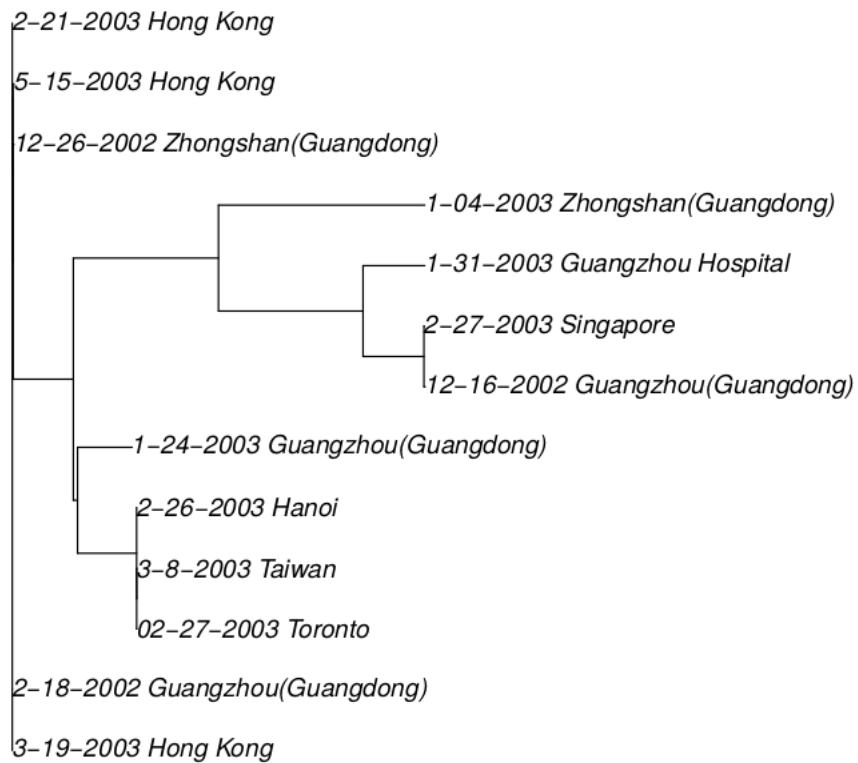 2-21-2003 Hong Kong
5-15-2003 Hong Kong
12-26-2002 Zhongshan(Guangdong)
1-04-2003 Zhongshan(Guangdong)
1-31-2003 Guangzhou Hospital
2-27-2003 Singapore
12-16-2002 Guangzhou(Guangdong)
1-24-2003 Guangzhou(Guangdong)
2-26-2003 Hanoi
3-8-2003 Taiwan
02-27-2003 Toronto
2-18-2002 Guangzhou(Guangdong)
3-19-2003 Hong Kong